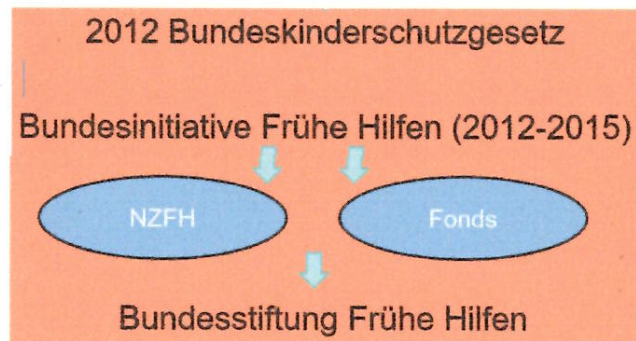 2012 Bundeskinderschutzgesetz
Bundesinitiative Frühe Hilfen (2012-2015)
NZFH
Fonds
Bundesstiftung Frühe Hilfen